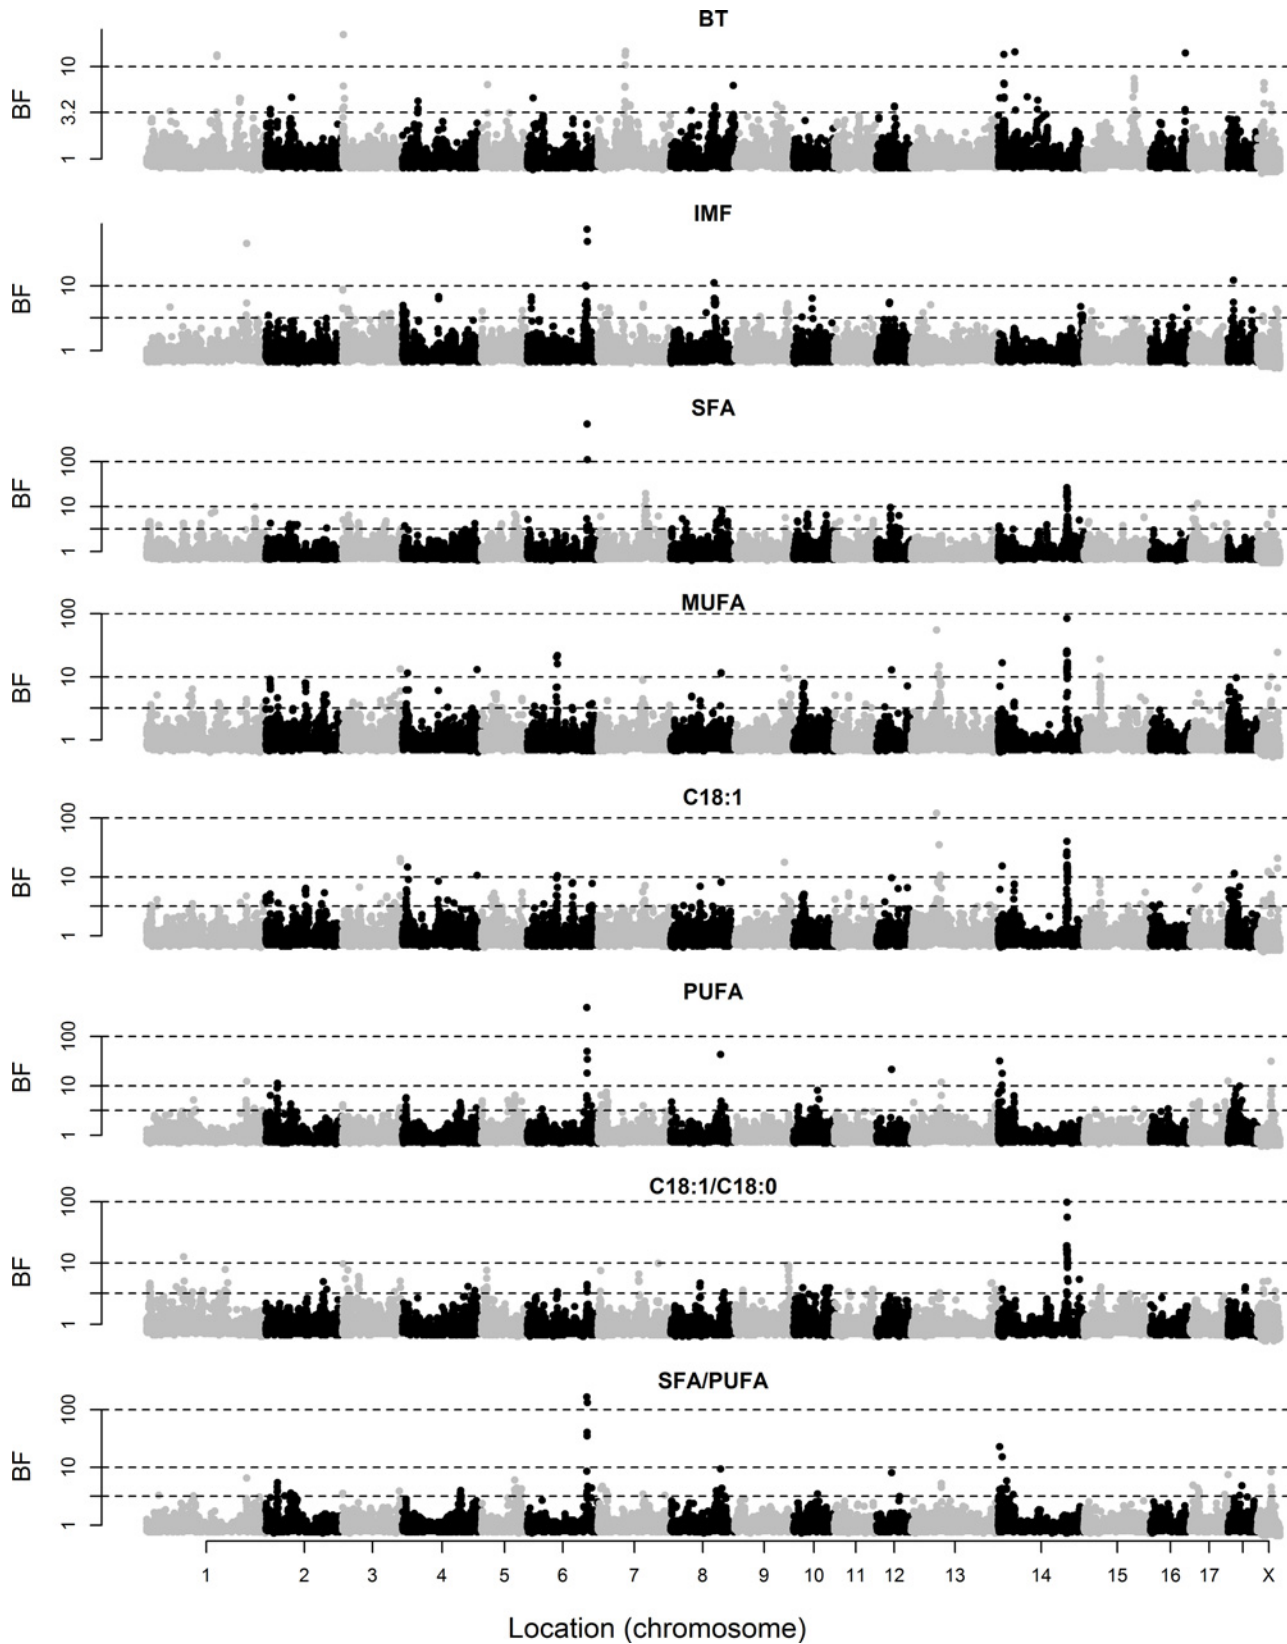 BT
BF
10
3.2
1
IMF
BF
10
1
SFA
BF
100
10
1
MUFA
BF
100
10
1
C18:1
BF
100
10
1
PUFA
BF
100
10
1
C18:1/C18:0
BF
100
10
1
SFA/PUFA
BF
100
10
1
1 2 3 4 5 6 7 8 9 10 11 12 13 14 15 16 17 X
Location (chromosome)